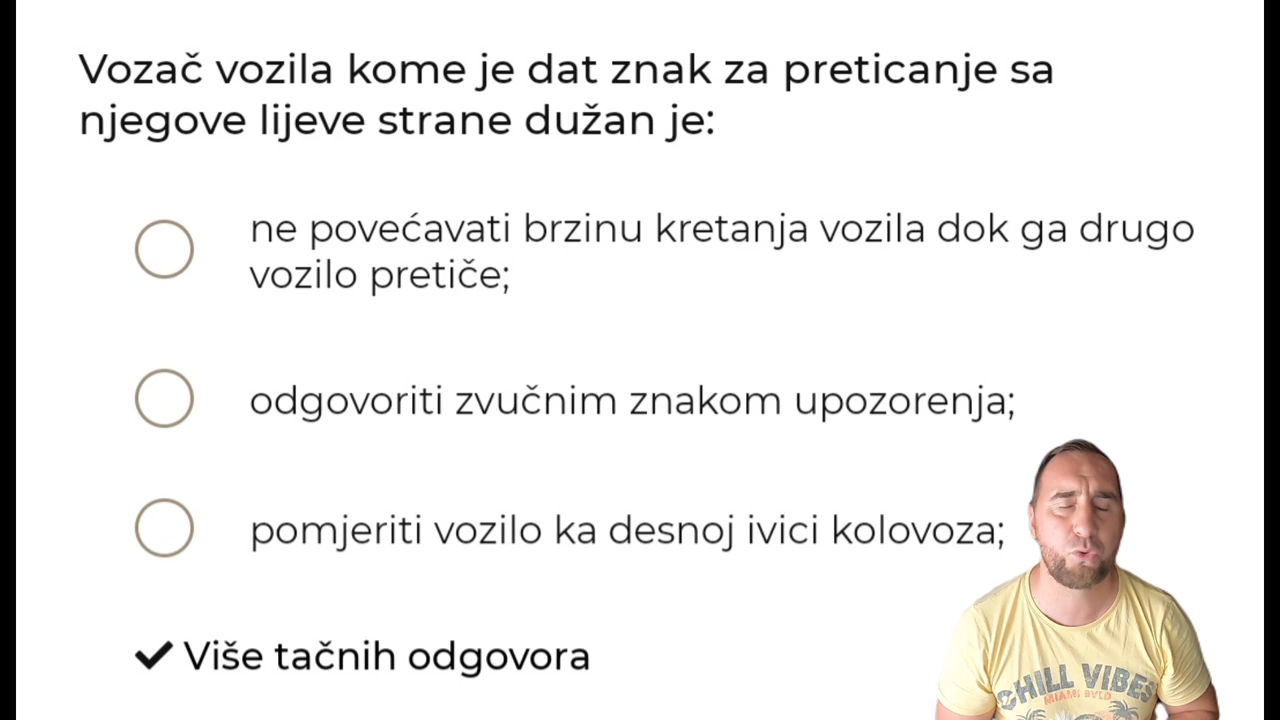 Vozač vozila kome je dat znak za preticanje sa
njegove lijeve strane dužan je:
ne povećavati brzinu kretanja vozila dok ga drugo
vozilo pretiče;
odgovoriti zvučnim znakom upozorenja;
pomjeriti vozilo ka desnoj ivici kolovoza;
Više tačnih odgovora
CHILL VIBES